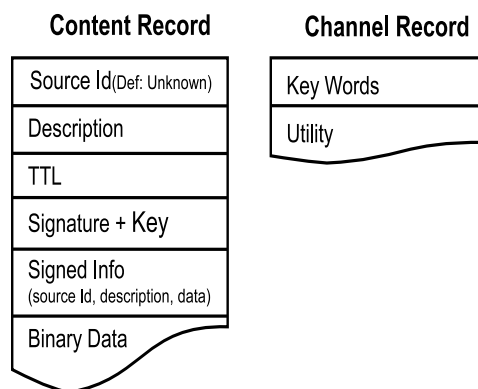 Content Record
Source Id(Def: Unknown)
Description
TTL
Signature + Key
Signed Info
(source Id, description, data)
Binary Data
Channel Record
Key Words
Utility